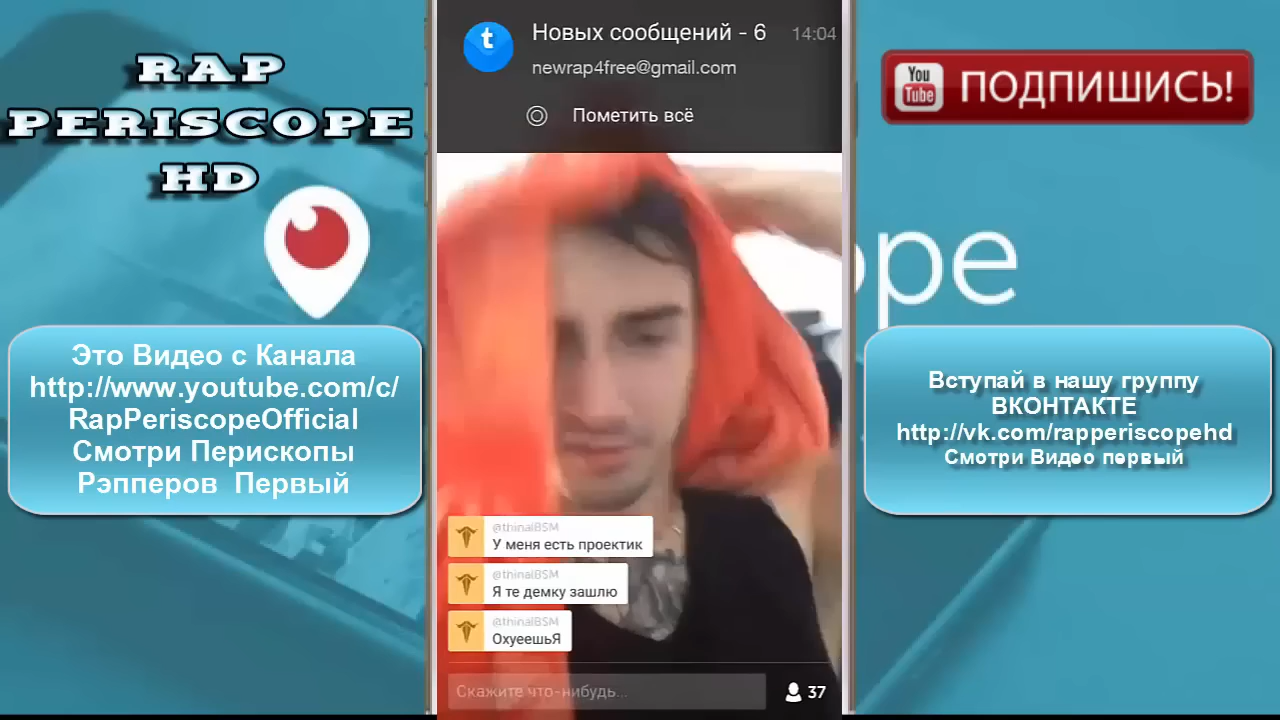 RAP
PERISCOPE
HD
Это Видео с Канала
http://www.youtube.com/c/
RapPeriscopeOfficial
Смотри Перископы
Рэпперов Первый
t
Новых сообщений - 6 14:04
newrap4free@gmail.com
Пометить всё
@thinalBSM
У меня есть проектик
@thinalBSM
Я те демку зашлю
@thinalBSM
ОхуеешьЯ
Скажите что-нибудь...
37
You
Tube
ПОДПИШИСЬ!
ope
Вступай в нашу группу
ВКОНТАКТЕ
http://vk.com/rapperiscopehd
Смотри Видео первый